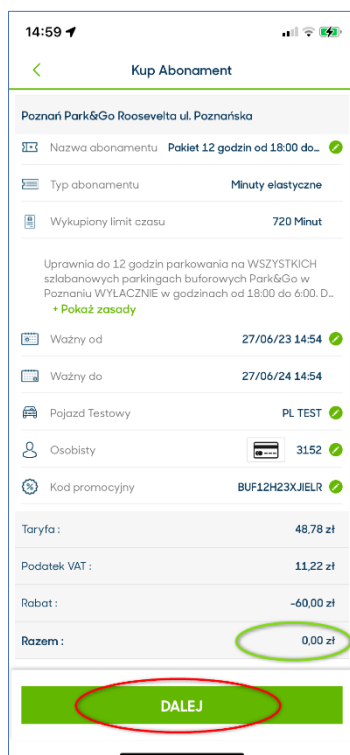 14:59
Kup Abonament
Poznań Park&Go Roosevelta ul. Poznańska
Nazwa abonamentu Pakiet 12 godzin od 18:00 do...
Typ abonamentu Minuty elastyczne
Wykupiony limit czasu 720 Minut
Uprawnia do 12 godzin parkowania na WSZYSTKICH
szlabanowych parkingach buforowych Park&Go w
Poznaniu WYŁACZNIE w godzinach od 18:00 do 6:00. D...
+ Pokaż zasady
Ważny od 27/06/23 14:54
Ważny do 27/06/24 14:54
Pojazd Testowy PL TEST
Osobisty 3152
Kod promocyjny BUF12H23XJIELR
Taryfa : 48,78 zł
Podatek VAT : 11,22 zł
Rabat : -60,00 zł
Razem : 0,00 zł
DALEJ